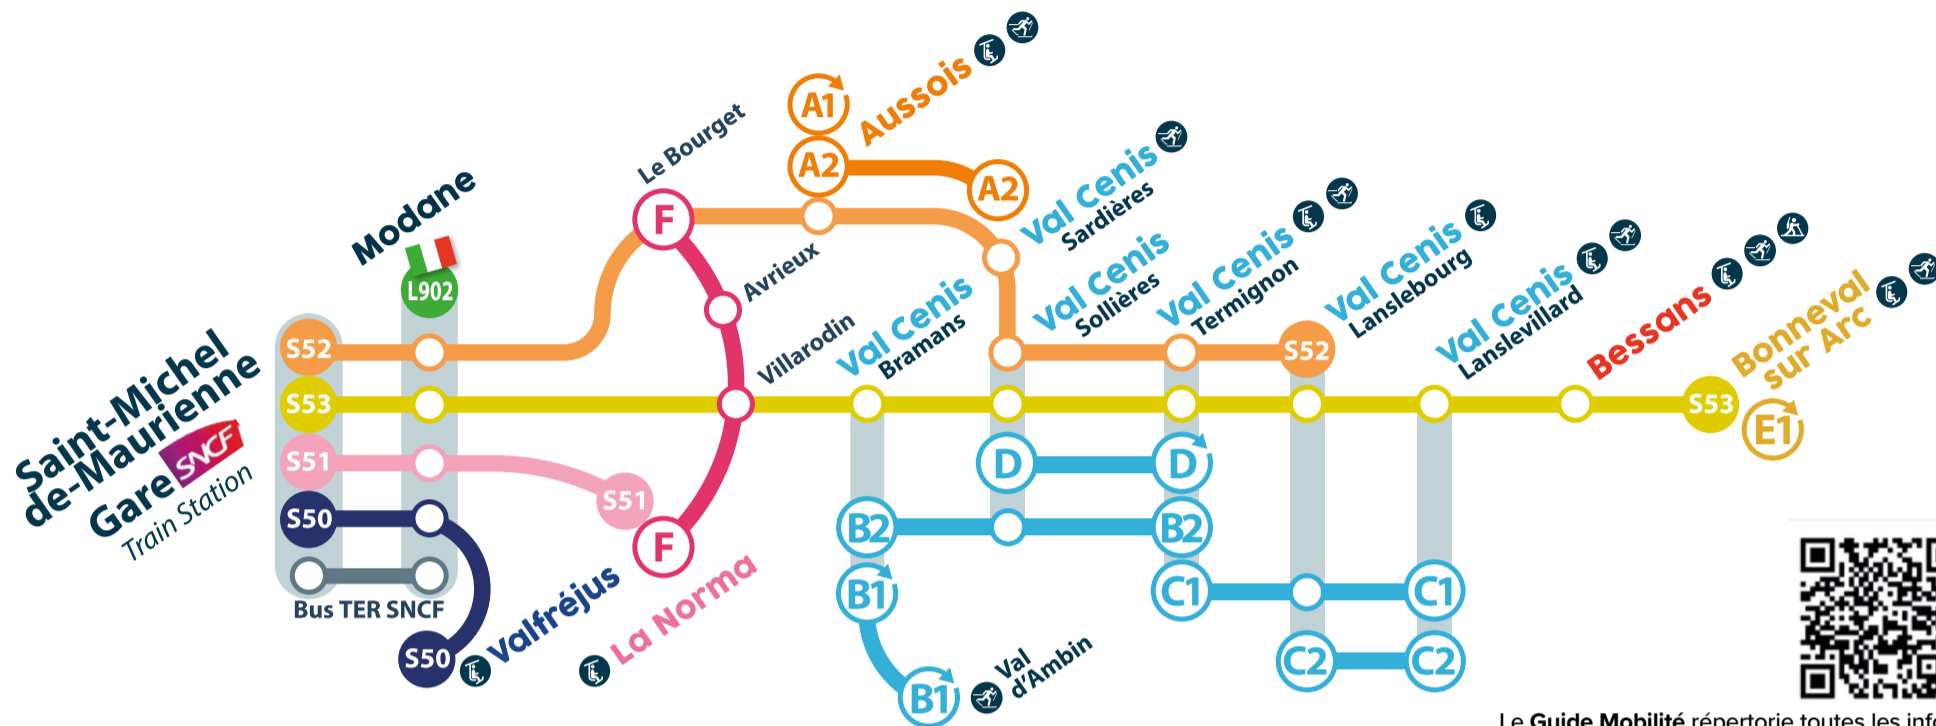 Saint-Michel
de-Maurienne
Gare SNCF
Train Station
S52
S53
S51
S50
Bus TER SNCF
Modane
L902
S50
Valfréjus
S51
F
La Norma
Le Bourget
F
Avrieux
Villarodin
A1
A2
Aussois
A2
Val Cenis
Sardières
Val Cenis
Bramans
Val Cenis
Sollières
Val Cenis
Termignon
Val Cenis
Lanslebourg
S52
Val Cenis
Lanslevillard
Bessans
S53
Bonneval
sur Arc
E1
D
D
B2
B2
B1
B1
Val
d'Ambin
C1
C1
C2
C2
Le Guide Mobilité répertorie toutes les info